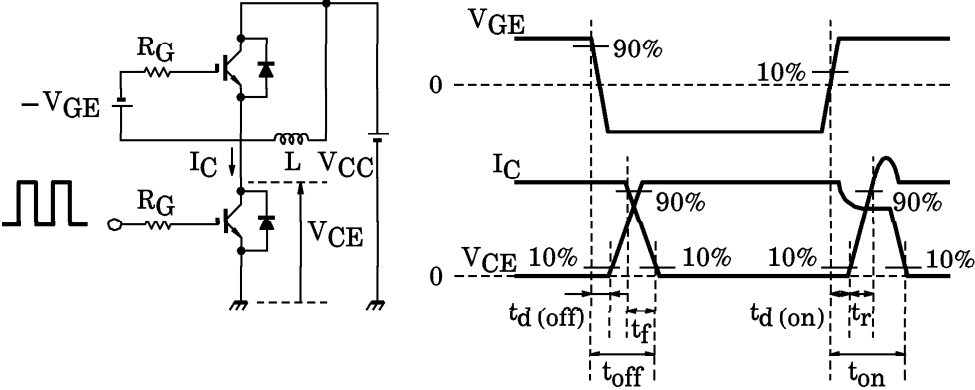 R_G
−V_GE
I_C
L
V_CC
R_G
V_CE
V_GE
90%
10%
0
I_C
90%
90%
V_CE
10%
10%
10%
10%
0
t_d (off)
t_f
t_d (on)
t_r
t_off
t_on